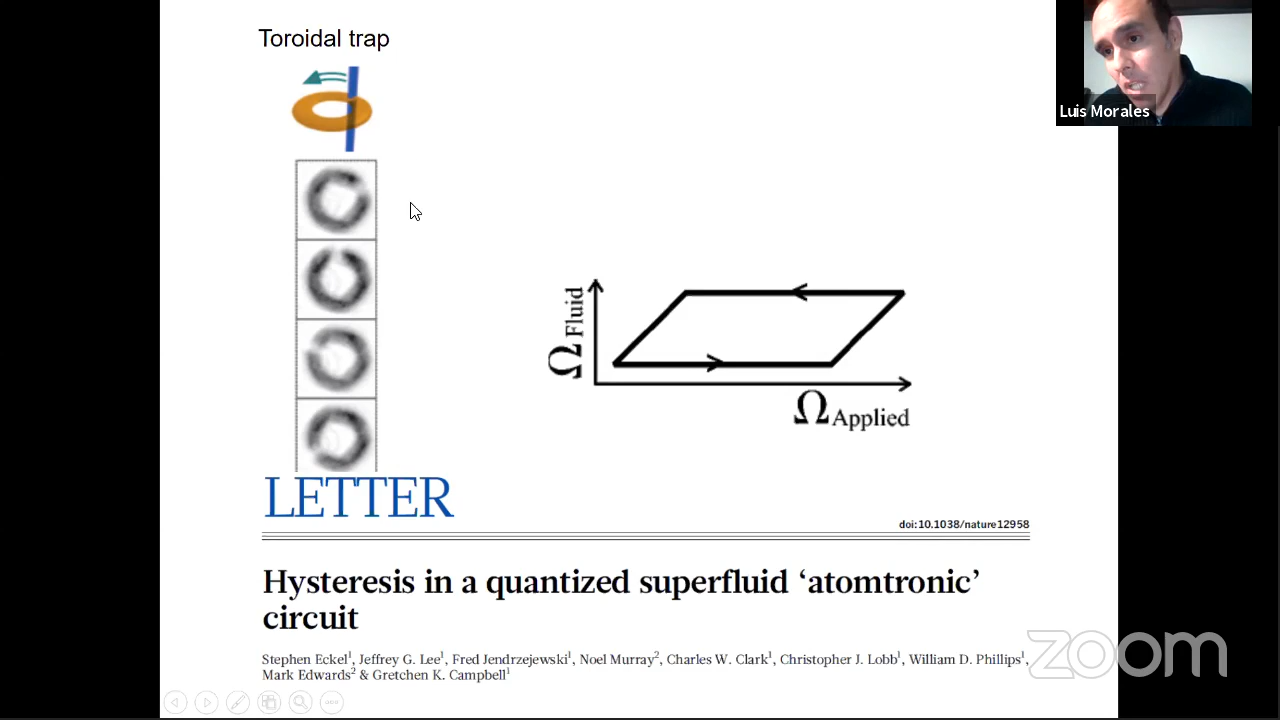 Toroidal trap
Luis Morales
Ω Fluid
Ω Applied
LETTER
doi:10.1038/nature12958
Hysteresis in a quantized superfluid ‘atomtronic’
circuit
Stephen Eckel1, Jeffrey G. Lee1, Fred Jendrzejewski1, Noel Murray2, Charles W. Clark1, Christopher J. Lobb1, William D. Phillips1,
Mark Edwards2 & Gretchen K. Campbell1
zoom